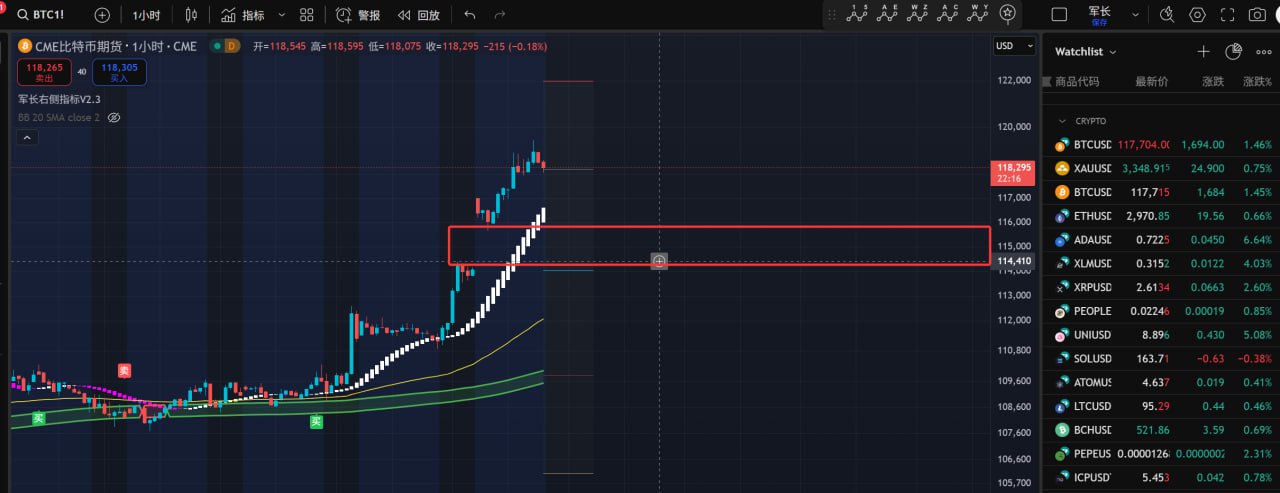 BTC1!
1小时
指标
警报
回放
1 5
A E
W Z
A C
W Y
军长
保存
CME比特币期货 · 1小时 · CME
D
开=118,545 高=118,595 低=118,075 收=118,295 -215 (-0.18%)
118,265
卖出
40
118,305
买入
军长右侧指标V2.3
BB 20 SMA close 2
卖
买
买
USD
122,000
120,000
118,295
22:16
117,000
116,000
115,000
114,410
114,000
113,000
112,000
110,800
109,600
108,600
107,600
106,600
105,700
Watchlist
商品代码 最新价 涨跌 涨跌%
CRYPTO
BTCUSD 117,704.00 1,694.00 1.46%
XAUUSD 3,348.915 24.900 0.75%
BTCUSD 117,715 1,684 1.45%
ETHUSD 2,970.85 19.56 0.66%
ADAUSD 0.7225 0.0450 6.64%
XLMUSD 0.3152 0.0122 4.03%
XRPUSD 2.6134 0.0663 2.60%
PEOPLE 0.02246 0.00019 0.85%
UNIUSD 8.896 0.430 5.08%
SOLUSD 163.71 -0.63 -0.38%
ATOMUS 4.637 0.019 0.41%
LTCUSD 95.29 0.44 0.46%
BCHUSD 521.86 3.59 0.69%
PEPEUS 0.00001268 0.00000002 2.31%
ICPUSD 5.453 0.042 0.78%